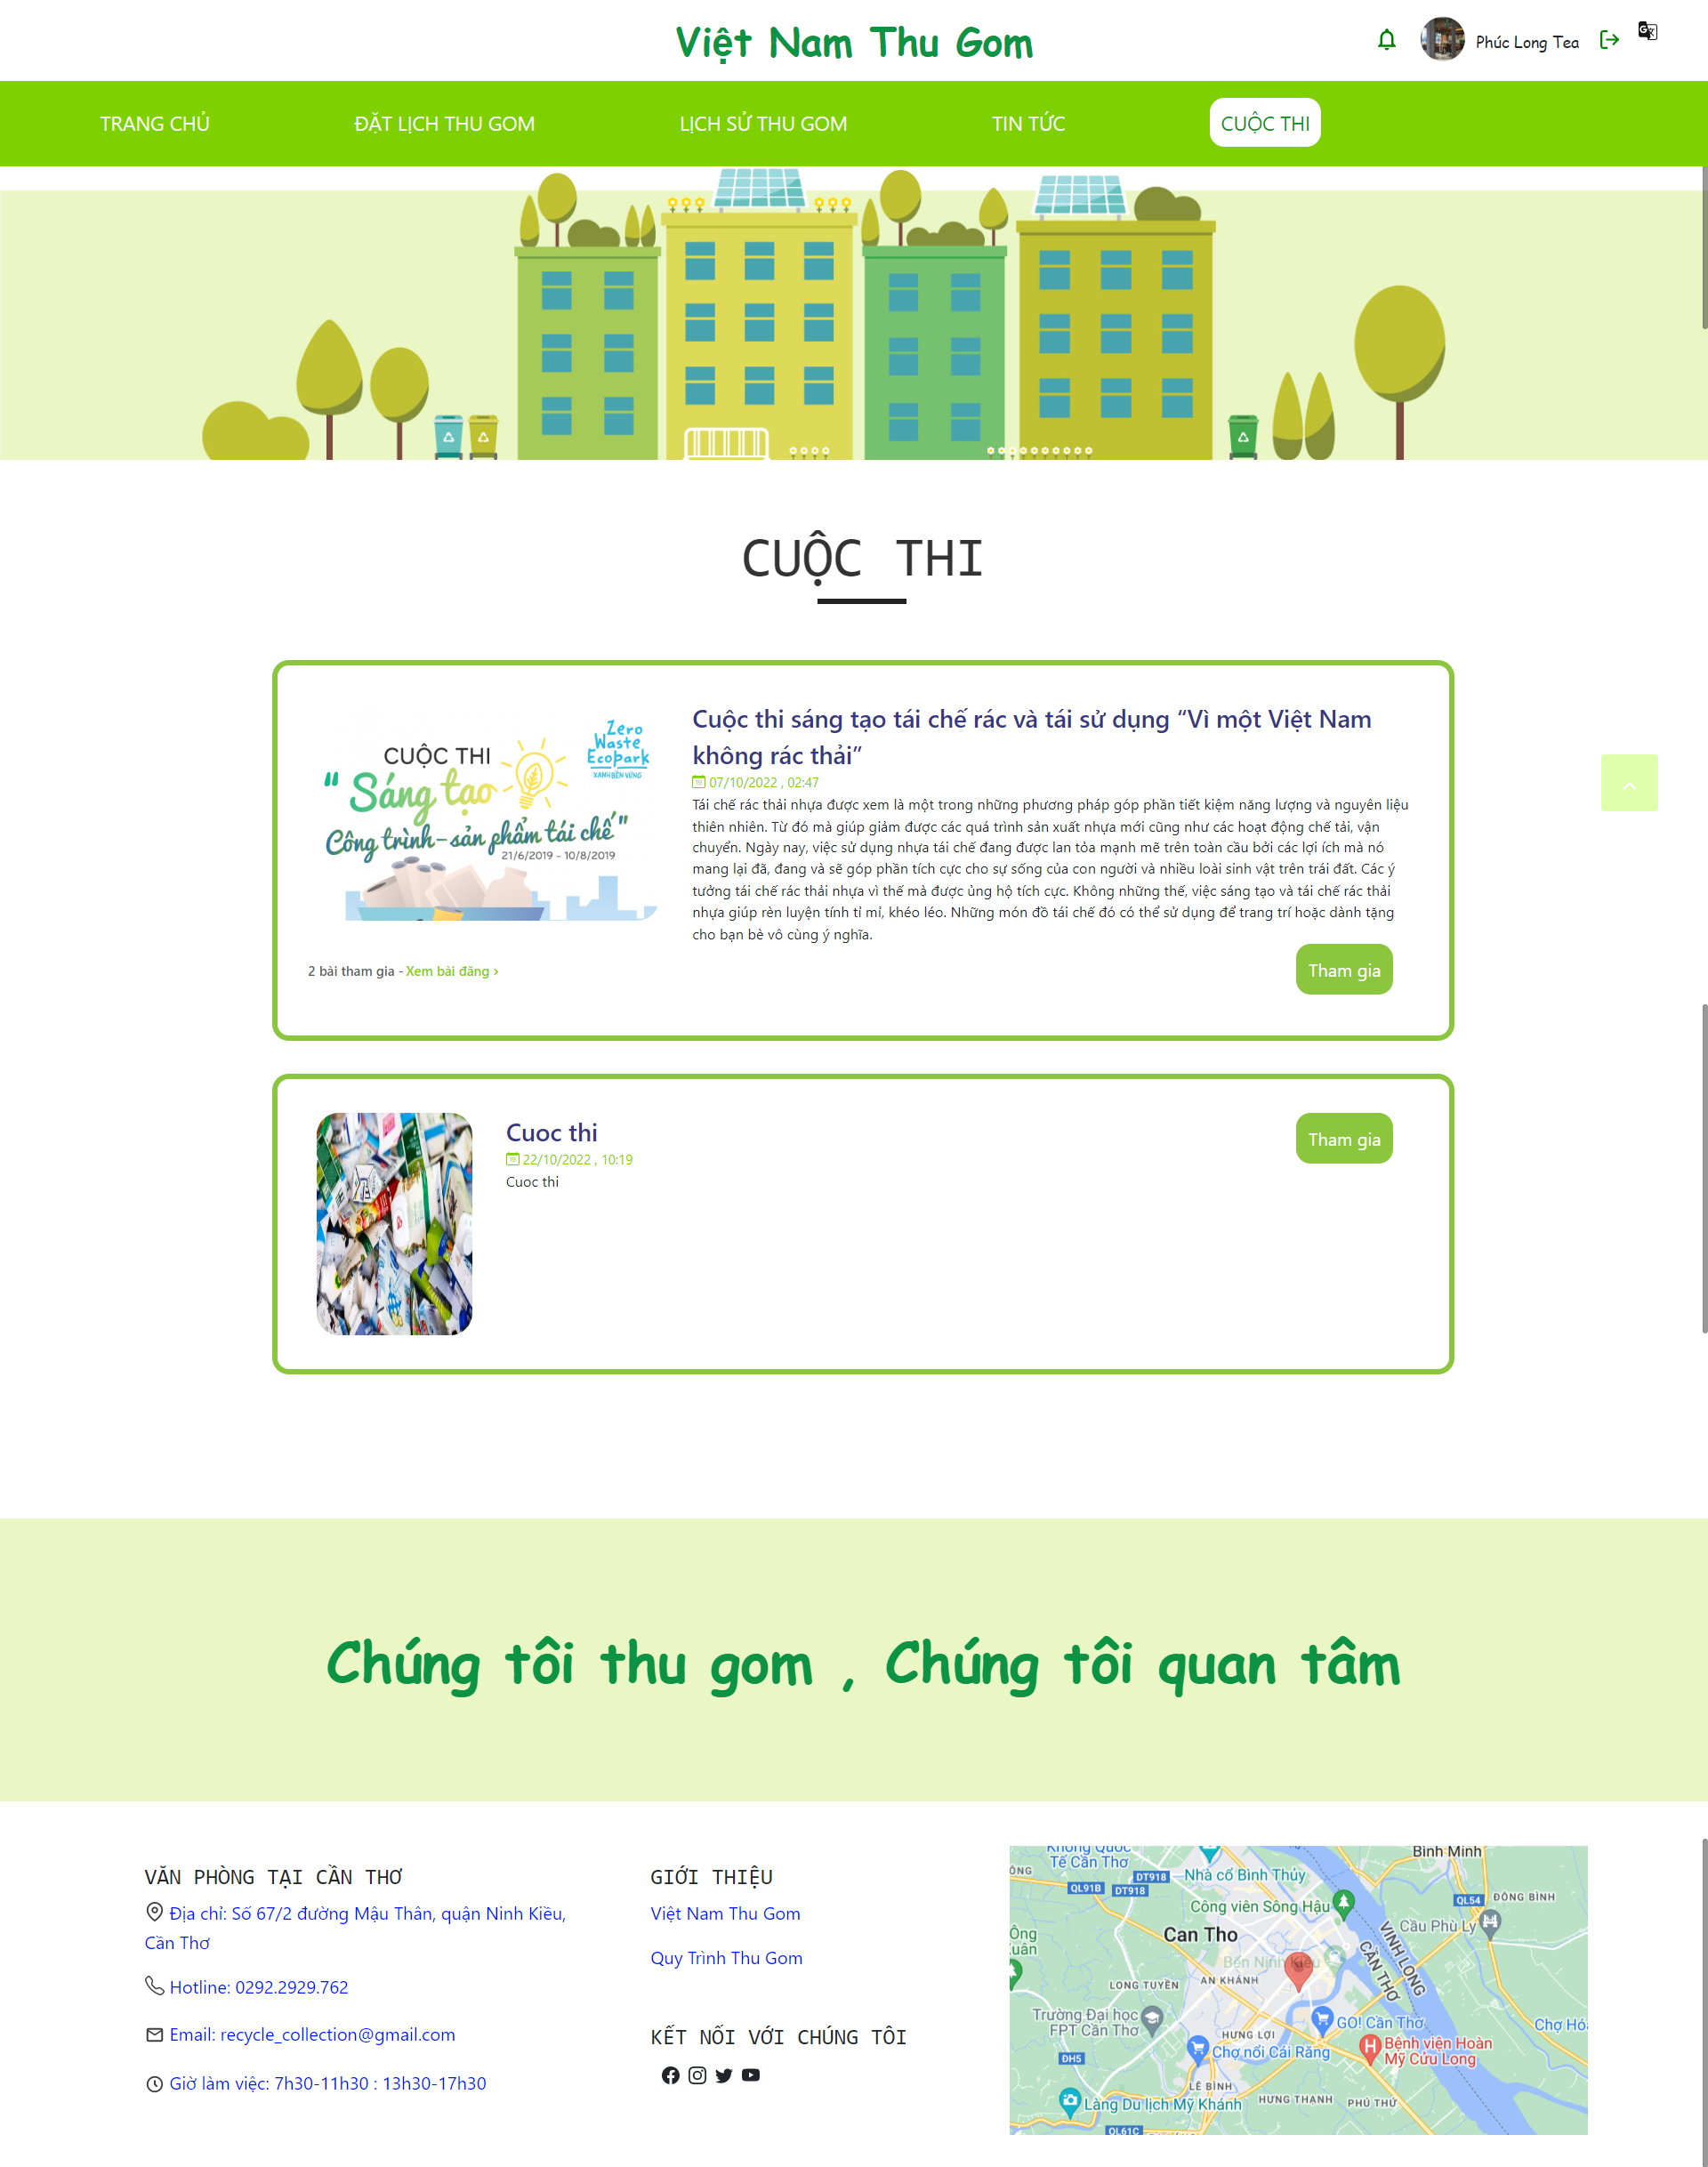 Việt Nam Thu Gom
Phúc Long Tea
TRANG CHỦ
ĐẶT LỊCH THU GOM
LỊCH SỬ THU GOM
TIN TỨC
CUỘC THI
CUỘC THI
CUỘC THI
"Sáng tạo
Công trình-sản phẩm tái chế"
21/6/2019 – 10/8/2019
Zero
Waste
Ecopark
XANH BỀN VỮNG
Cuộc thi sáng tạo tái chế rác và tái sử dụng “Vì một Việt Nam
không rác thải”
07/10/2022 , 02:47
Tái chế rác thải nhựa được xem là một trong những phương pháp góp phần tiết kiệm năng lượng và nguyên liệu
thiên nhiên. Từ đó mà giúp giảm được các quá trình sản xuất nhựa mới cũng như các hoạt động chế tải, vận
chuyển. Ngày nay, việc sử dụng nhựa tái chế đang được lan tỏa mạnh mẽ trên toàn cầu bởi các lợi ích mà nó
mang lại đã, đang và sẽ góp phần tích cực cho sự sống của con người và nhiều loài sinh vật trên trái đất. Các ý
tưởng tái chế rác thải nhựa vì thế mà được ủng hộ tích cực. Không những thế, việc sáng tạo và tái chế rác thải
nhựa giúp rèn luyện tính tỉ mỉ, khéo léo. Những món đồ tái chế đó có thể sử dụng để trang trí hoặc dành tặng
cho bạn bè vô cùng ý nghĩa.
2 bài tham gia - Xem bài đăng ›
Tham gia
Cuoc thi
22/10/2022 , 10:19
Cuoc thi
Tham gia
Chúng tôi thu gom , Chúng tôi quan tâm
VĂN PHÒNG TẠI CẦN THƠ
Địa chỉ: Số 67/2 đường Mậu Thân, quận Ninh Kiều,
Cần Thơ
Hotline: 0292.2929.762
Email: recycle_collection@gmail.com
Giờ làm việc: 7h30-11h30 : 13h30-17h30
GIỚI THIỆU
Việt Nam Thu Gom
Quy Trình Thu Gom
KẾT NỐI VỚI CHÚNG TÔI
Khong Quốc
Tế Cần Thơ
Bình Minh
DT918
Nhà cổ Bình Thủy
QL91B
DT918
QL54
ĐÔNG BÌNH
Công viên Sông Hậu
Cầu Phù Ly
Can Tho
Bến Ninh Kiều
VINH LONG
CẦN THƠ
LONG TUYỀN
AN KHÁNH
Trường Đại học
FPT Cần Thơ
GO! Cần Thơ
HƯNG LỢI
Chợ nổi Cái Răng
Bệnh viện Hoàn
Mỹ Cửu Long
ĐH5
LÊ BÌNH
HƯNG THẠNH
PHÚ THỨ
Làng Du lịch Mỹ Khánh
QL61C